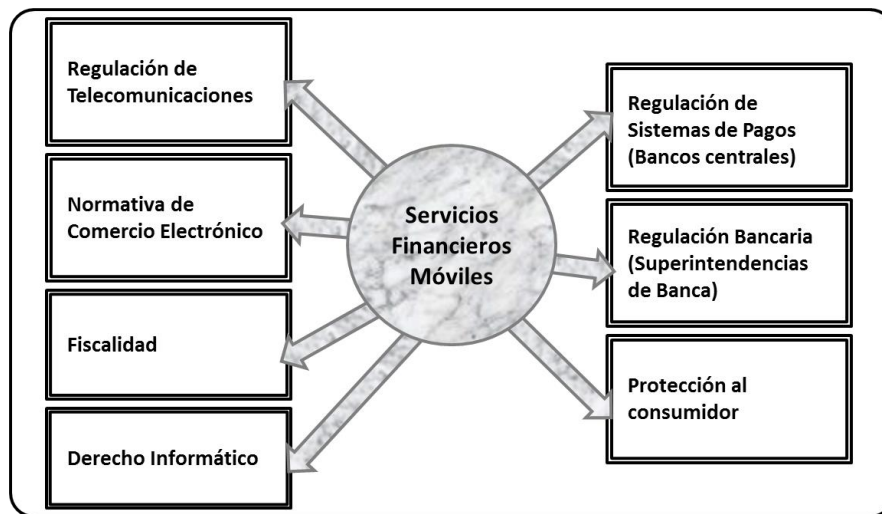 Regulación de
Telecomunicaciones
Normativa de
Comercio Electrónico
Fiscalidad
Derecho Informático
Servicios
Financieros
Móviles
Regulación de
Sistemas de Pagos
(Bancos centrales)
Regulación Bancaria
(Superintendencias
de Banca)
Protección al
consumidor